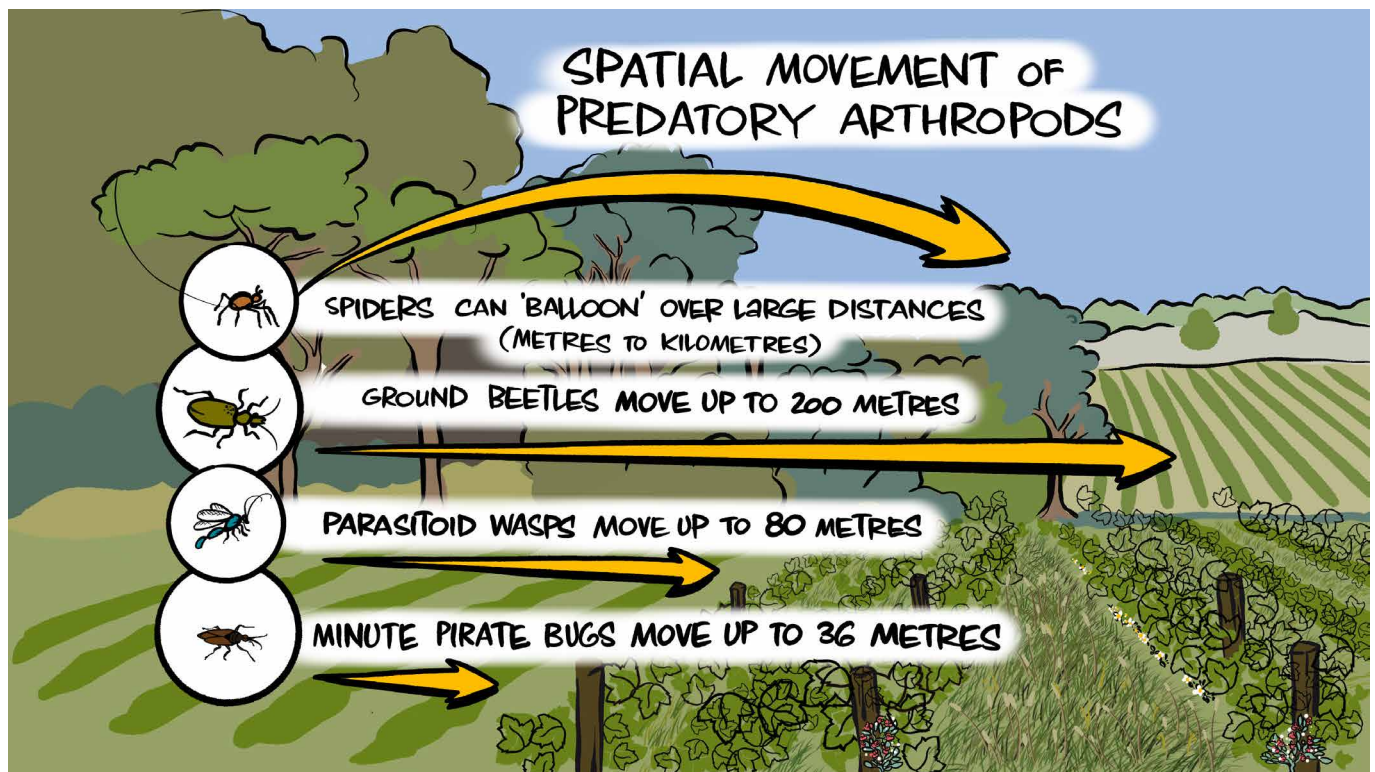 SPATIAL MOVEMENT OF
PREDATORY ARTHROPODS
SPIDERS CAN 'BALLOON' OVER LARGE DISTANCES
(METRES TO KILOMETRES)
GROUND BEETLES MOVE UP TO 200 METRES
PARASITOID WASPS MOVE UP TO 80 METRES
MINUTE PIRATE BUGS MOVE UP TO 36 METRES